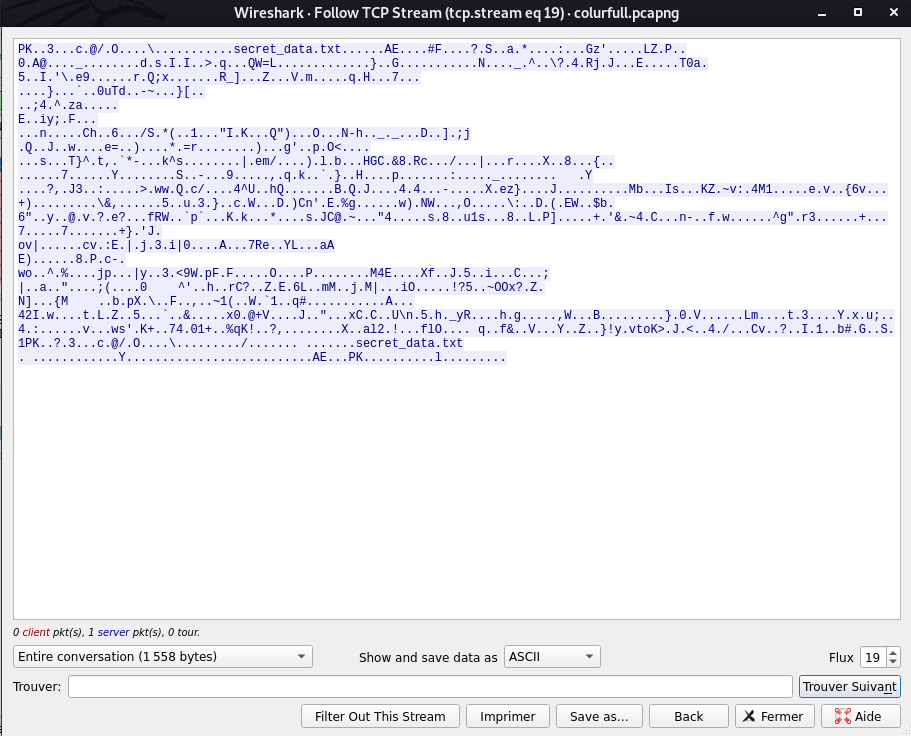 Wireshark · Follow TCP Stream (tcp.stream eq 19) · colurfull.pcapng
PK..3...c.@/.O....\...........secret_data.txt......AE....#F....?.S..a.*....:...Gz'.....LZ.P..
0.A@...._........d.s.I.I..>.q...QW=L............}..G...........N...._.^..\?.4.Rj.J...E.....T0a.
5..I.'\.e9......r.Q;x.......R_]...Z...V.m.....q.H...7...
....}...`..0uTd..-~...}[..
..;4.^.za.....
E..iy;.F...
...n.....Ch..6.../S.*(..1..."I.K...Q")...O...N-h.._._...D..].;j
.Q..J..w....e=..)....*.=r........)...g'..p.O<....
...s...T}^.t,.`*-...k^s........|.em/....).l.b...HGC.&8.Rc.../...|...r....X..8...{..
......7......Y........S..-...9.....,.q.k..`.}..H....p.......:....._........ .Y
....?,.J3..:.....>.ww.Q.c/....4^U..hQ.......B.Q.J....4.4...-.....X.ez}....J..........Mb...Is...KZ.~v:.4M1.....e.v..{6v...
+).........\&,......5..u.3.}..c.W...D.)Cn'.E.%g......w).NW...,O.....\:..D.(.EW..$b.
6"..y..@.v.?.e?...fRW..`p`...K.k...*....s.JC@.~..."4.....s.8..u1s...8..L.P].....+.'&.~4.C...n-..f.w......^g".r3......+...
7.....7.......+}.'J.
ov|......cv.:E.|.j.3.i|0....A...7Re..YL...aA
E)......8.P.c-.
wo..^.%....jp...|y..3.<9W.pF.F.....O....P........M4E....Xf...J.5..i...C...;
|..a.."....;(....0 ^'..h..rC?..Z.E.6L..mM..j.M|...iO.....!?5..~OOx?.Z.
N]...{M ..b.pX.\..F..,..~1(..W.`1..q#...........A...
42I.w....t.L.Z..5...`..&.....x0.@+V....J.."...xC.C..U\n.5.h._yR....h.g.....,W...B.........}.0.V......Lm....t.3....Y.x.u;..
4.:......v...ws'.K+..74.01+..%qK!..?,........X..al2.!...flO.... q..f&..V...Y..Z..}!y.vtoK>.J.<..4./...Cv..?..I.1..b#.G..S.
1PK..?.3...c.@/.O....\........./....... .......secret_data.txt
. ............Y..........................AE...PK..........l.........
0 client pkt(s), 1 server pkt(s), 0 tour.
Entire conversation (1 558 bytes)
Show and save data as
ASCII
Flux
19
Trouver:
Trouver Suivant
Filter Out This Stream
Imprimer
Save as…
Back
Fermer
Aide